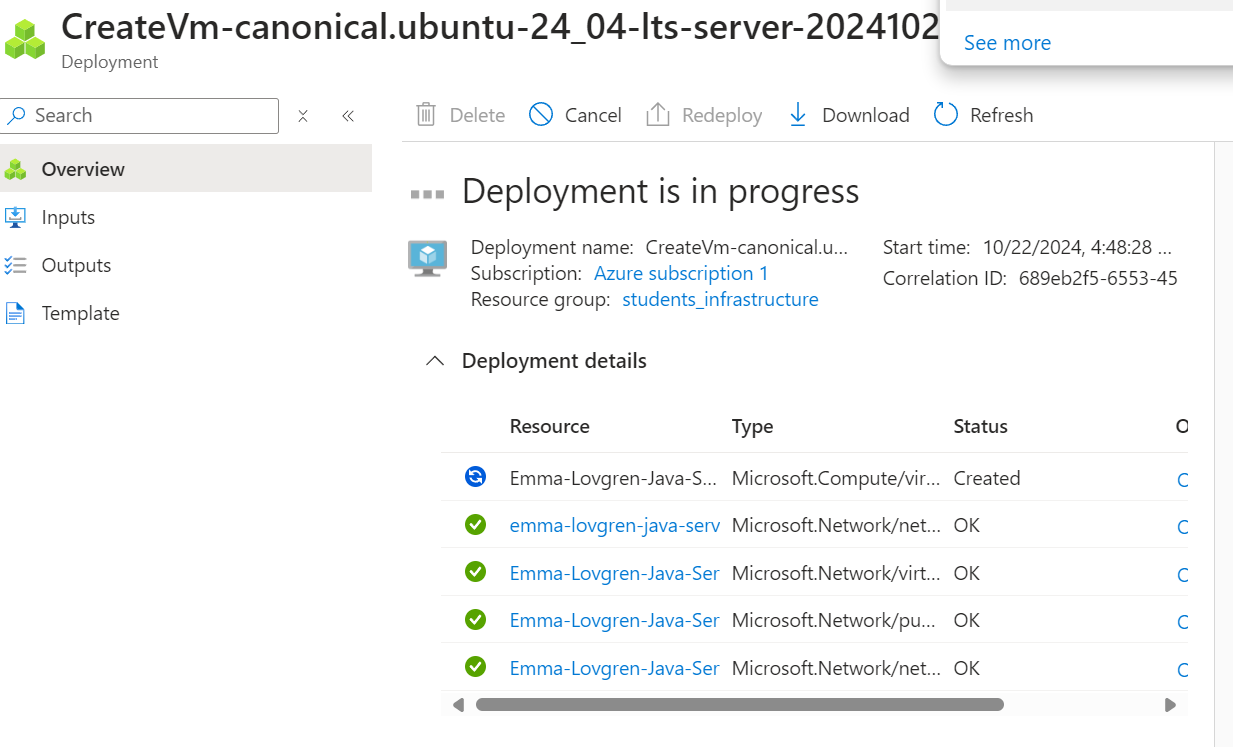 CreateVm-canonical.ubuntu-24_04-lts-server-2024102
Deployment
See more
Search
Delete Cancel Redeploy Download Refresh
Overview
Inputs
Outputs
Template
Deployment is in progress
Deployment name: CreateVm-canonical.u...
Subscription: Azure subscription 1
Resource group: students_infrastructure
Start time: 10/22/2024, 4:48:28 ...
Correlation ID: 689eb2f5-6553-45
Deployment details
Resource Type Status O
Emma-Lovgren-Java-S... Microsoft.Compute/vir... Created O
emma-lovgren-java-serv Microsoft.Network/net... OK O
Emma-Lovgren-Java-Ser Microsoft.Network/virt... OK O
Emma-Lovgren-Java-Ser Microsoft.Network/pu... OK O
Emma-Lovgren-Java-Ser Microsoft.Network/net... OK O